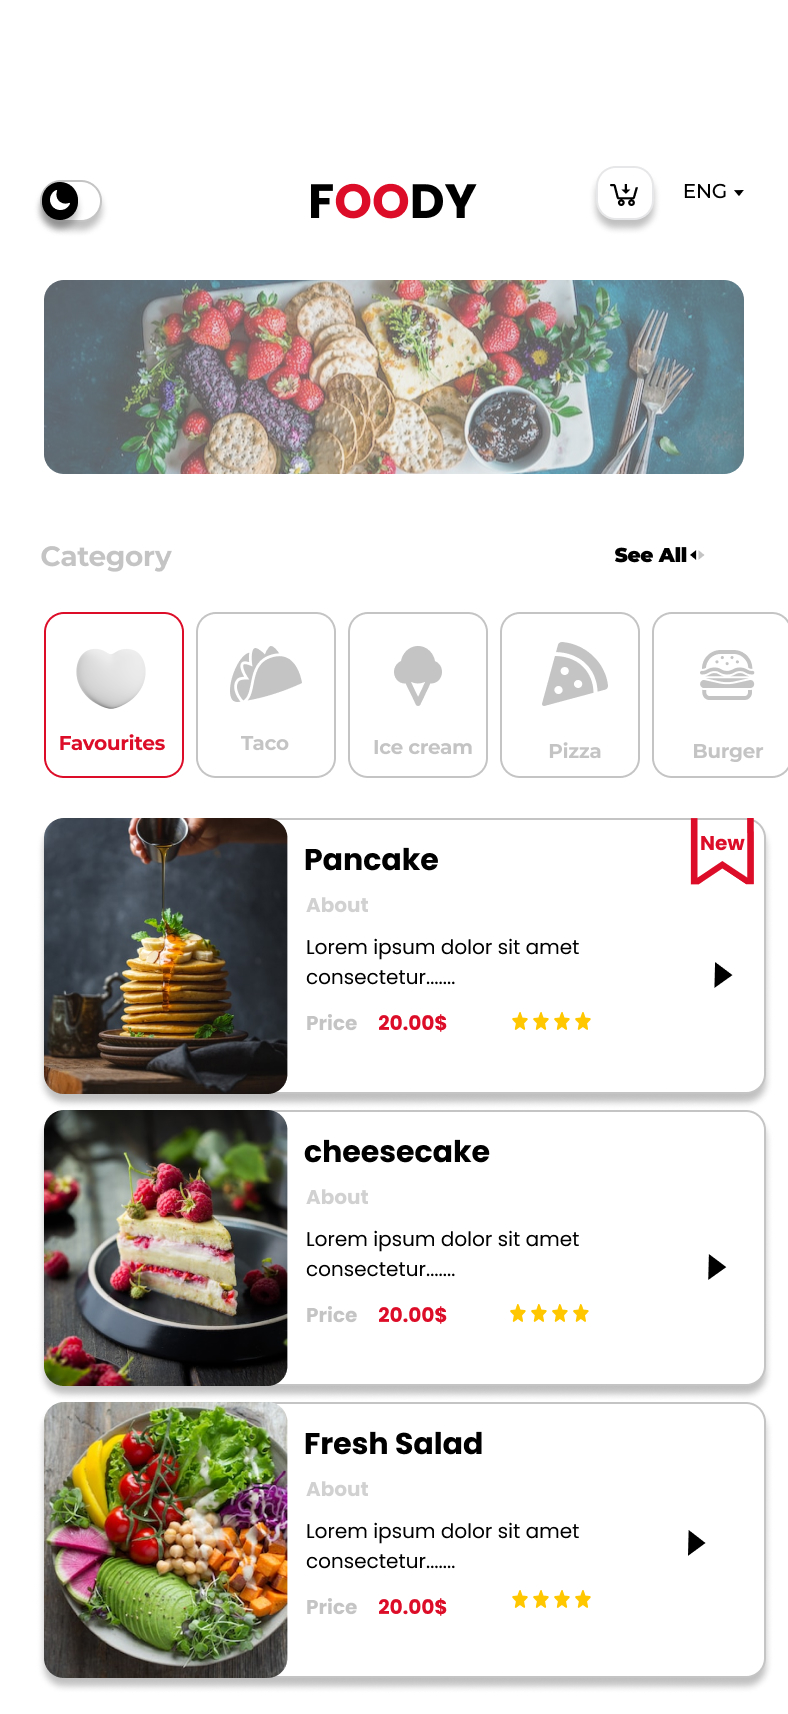 FOODY
ENG
Category
See All
Favourites
Taco
Ice cream
Pizza
Burger
Pancake
New
About
Lorem ipsum dolor sit amet
consectetur.......
Price 20.00$
cheesecake
About
Lorem ipsum dolor sit amet
consectetur.......
Price 20.00$
Fresh Salad
About
Lorem ipsum dolor sit amet
consectetur.......
Price 20.00$